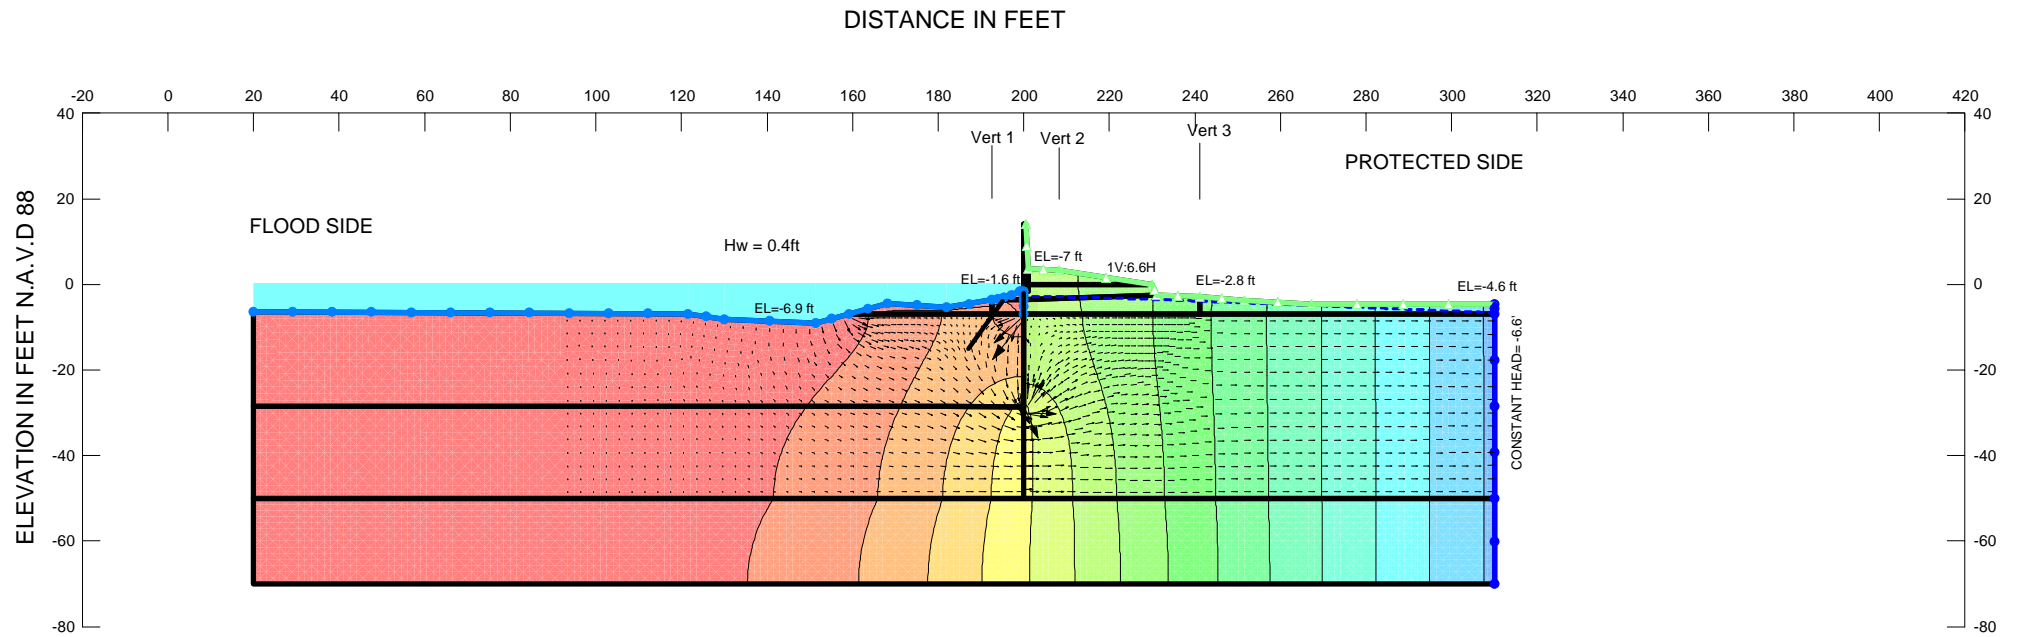 DISTANCE IN FEET
-20 0 20 40 60 80 100 120 140 160 180 200 220 240 260 280 300 320 340 360 380 400 420
40 40
Vert 1 Vert 2 Vert 3
PROTECTED SIDE
20 20
FLOOD SIDE
Hw = 0.4ft
EL=-7 ft
1V:6.6H
EL=-1.6 ft
EL=-2.8 ft
EL=-4.6 ft
0 0
EL=-6.9 ft
-20 -20
-40 -40
-60 -60
-80 -80
ELEVATION IN FEET N.A.V.D 88
CONSTANT HEAD= -6.6'